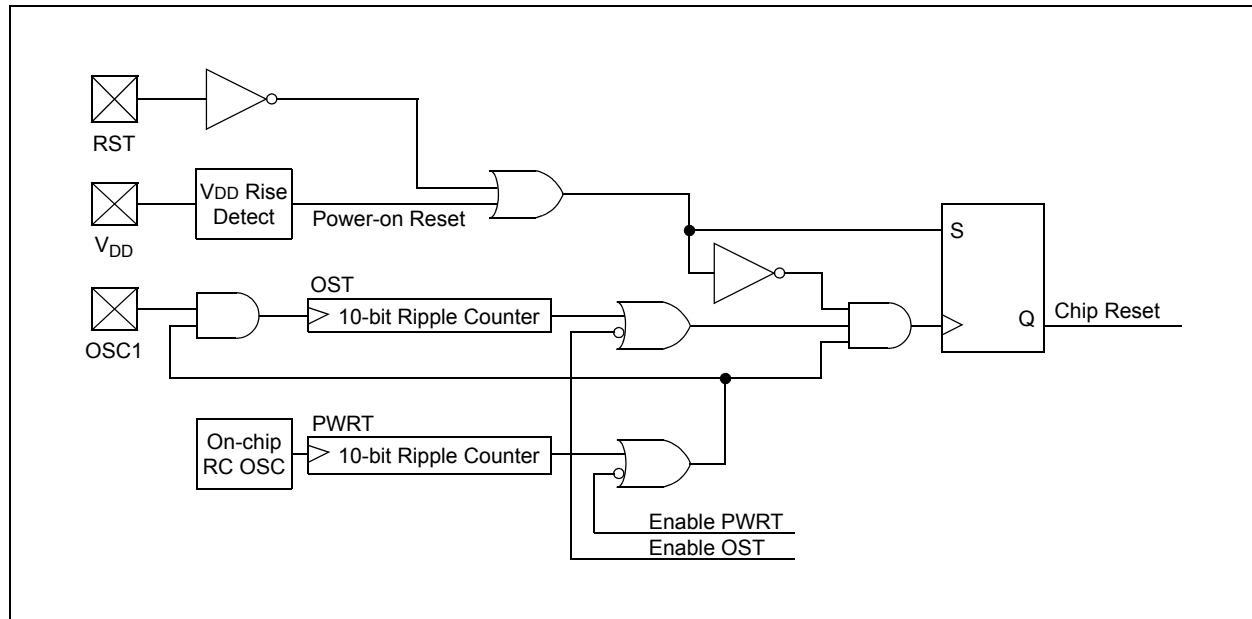 RST
VDD
VDD Rise
Detect
Power-on Reset
S
Q
Chip Reset
OSC1
OST
10-bit Ripple Counter
On-chip
RC OSC
PWRT
10-bit Ripple Counter
Enable PWRT
Enable OST